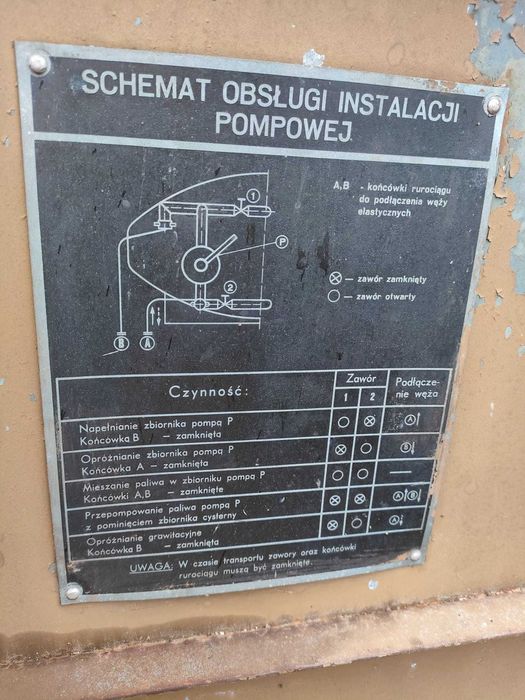 SCHEMAT OBSŁUGI INSTALACJI
POMPOWEJ
A,B - końcówki rurociągu
do podłączenia węży
elastycznych
1
P
2
⊗ — zawór zamknięty
○ — zawór otwarty
B A
Czynność: Zawór Podłącze-
1 2 nie węża
Napełnianie zbiornika pompą P
Końcówka B — zamknięta ○ ⊗ A
Opróżnianie zbiornika pompą P
Końcówka A — zamknięta ⊗ ○ B
Mieszanie paliwa w zbiorniku pompą P
Końcówki A,B — zamknięte ○ ○ —
Przepompowanie paliwa pompą P
z pominięciem zbiornika cysterny ⊗ ⊗ A B
Opróżnianie grawitacyjne
Końcówka B — zamknięta ⊗ ○ A
UWAGA: W czasie transportu zawory oraz końcówki
rurociągu muszą być zamknięte.